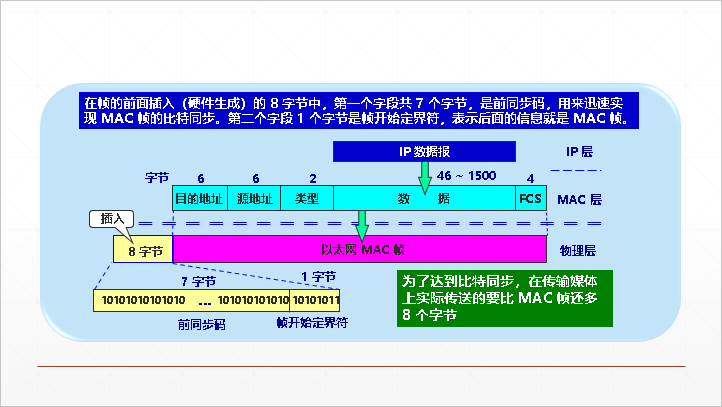 在帧的前面插入（硬件生成）的 8 字节中，第一个字段共 7 个字节，是前同步码，用来迅速实
现 MAC 帧的比特同步。第二个字段 1 个字节是帧开始定界符，表示后面的信息就是 MAC 帧。
IP 数据报
IP 层
字节
6
6
2
46 ~ 1500
4
目的地址
源地址
类型
数 据
FCS
MAC 层
插入
8 字节
以太网 MAC 帧
物理层
7 字节
1 字节
10101010101010 … 101010101010
10101011
前同步码
帧开始定界符
为了达到比特同步，在传输媒体
上实际传送的要比 MAC 帧还多
8 个字节